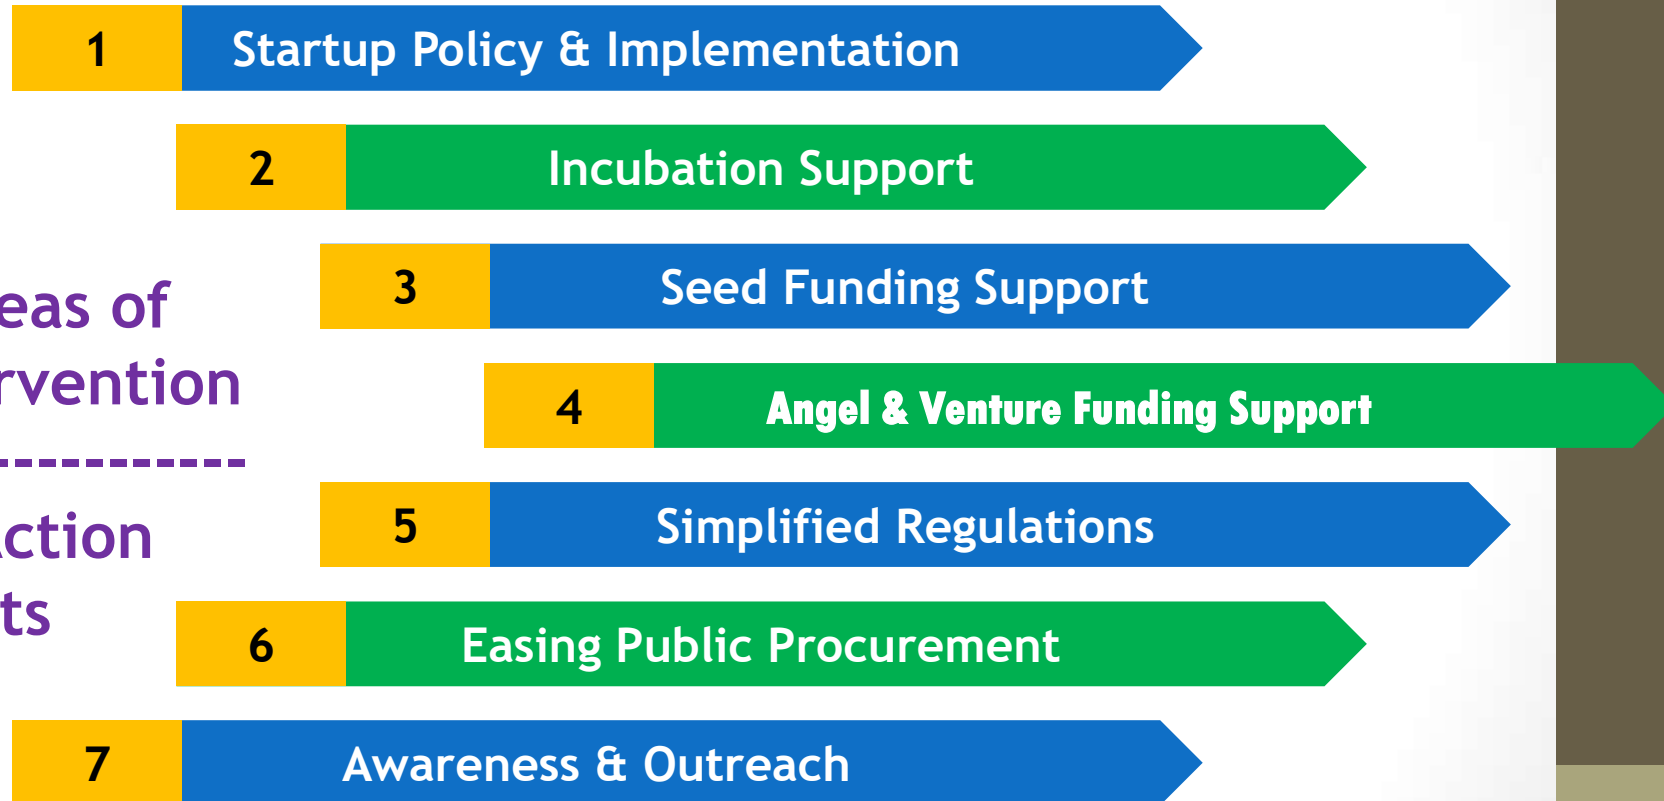 1 Startup Policy & Implementation
2 Incubation Support
3 Seed Funding Support
4 Angel & Venture Funding Support
5 Simplified Regulations
6 Easing Public Procurement
7 Awareness & Outreach
eas of
rvention
ction
ts